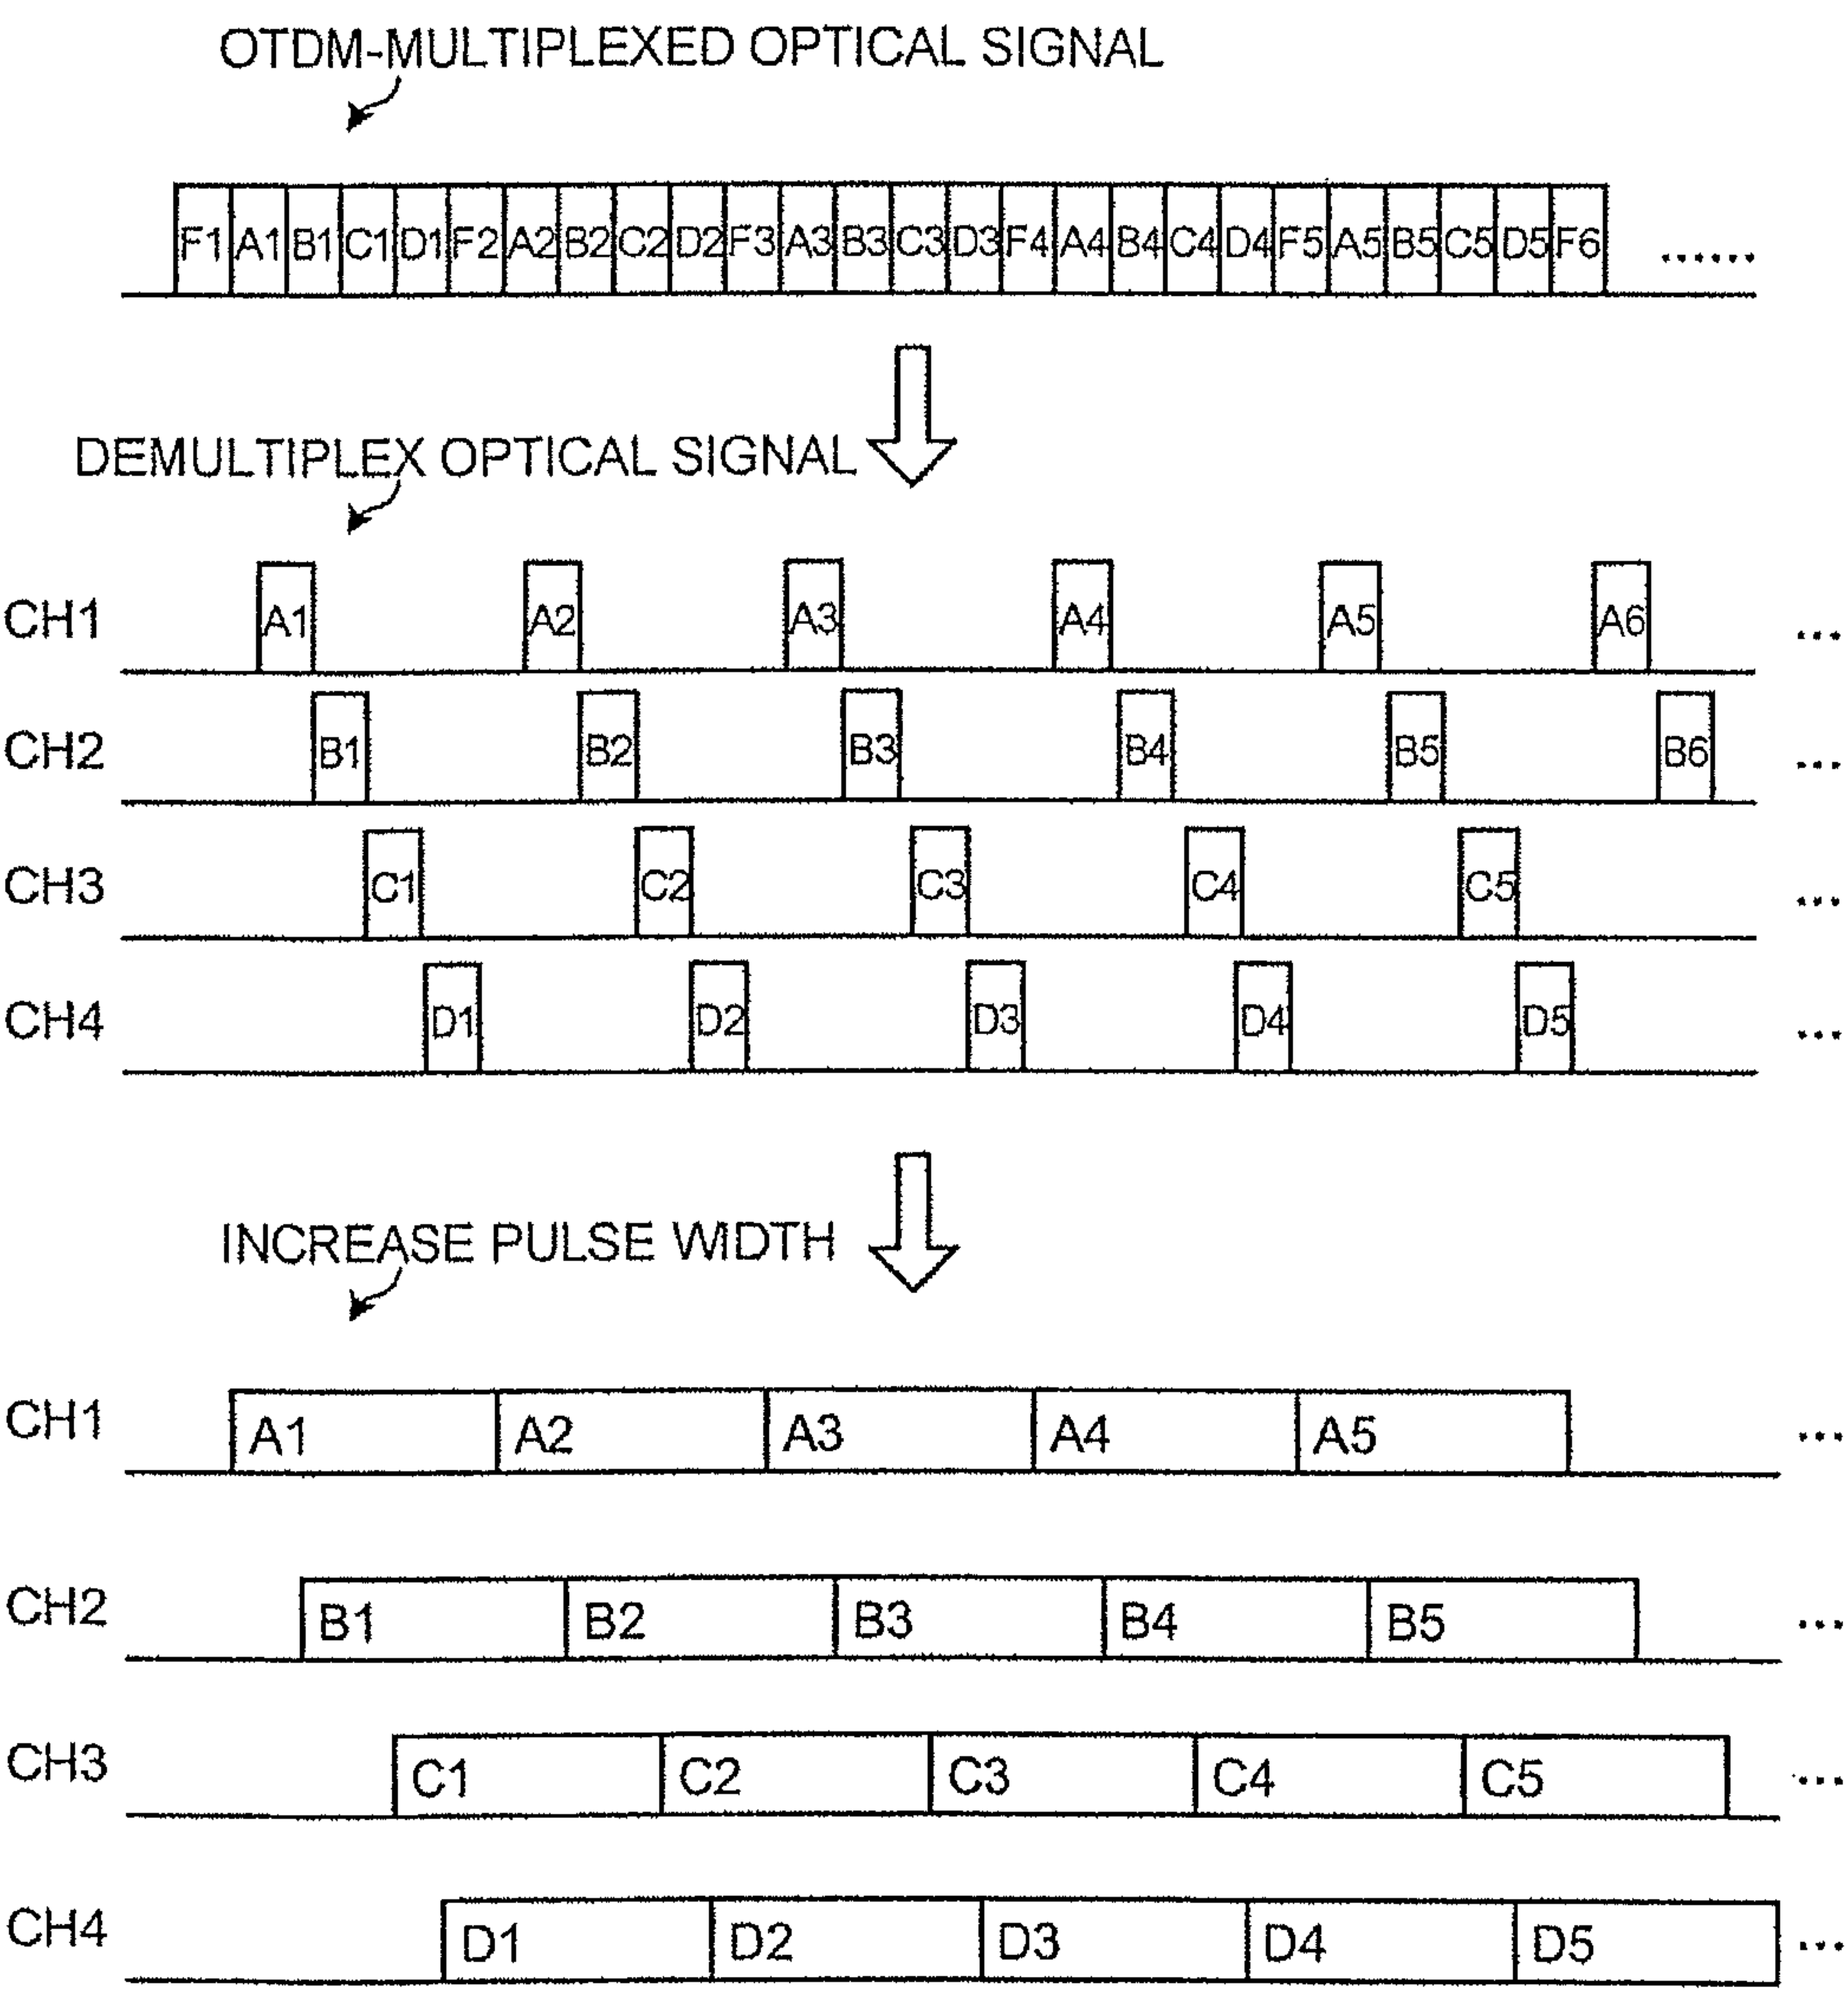 OTDM-MULTIPLEXED OPTICAL SIGNAL
F1 A1 B1 C1 D1 F2 A2 B2 C2 D2 F3 A3 B3 C3 D3 F4 A4 B4 C4 D4 F5 A5 B5 C5 D5 F6 ......
DEMULTIPLEX OPTICAL SIGNAL
CH1 A1 A2 A3 A4 A5 A6 ...
CH2 B1 B2 B3 B4 B5 B6 ...
CH3 C1 C2 C3 C4 C5 ...
CH4 D1 D2 D3 D4 D5 ...
INCREASE PULSE WIDTH
CH1 A1 A2 A3 A4 A5 ...
CH2 B1 B2 B3 B4 B5 ...
CH3 C1 C2 C3 C4 C5 ...
CH4 D1 D2 D3 D4 D5 ...